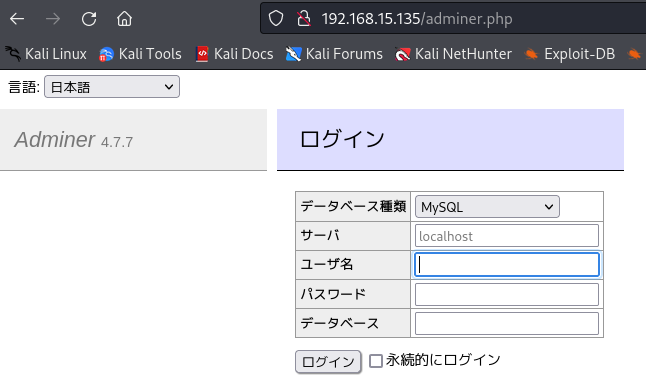 192.168.15.135/adminer.php
Kali Linux Kali Tools Kali Docs Kali Forums Kali NetHunter Exploit-DB
言語: 日本語
Adminer 4.7.7
ログイン
データベース種類 MySQL
サーバ localhost
ユーザ名
パスワード
データベース
ログイン 永続的にログイン